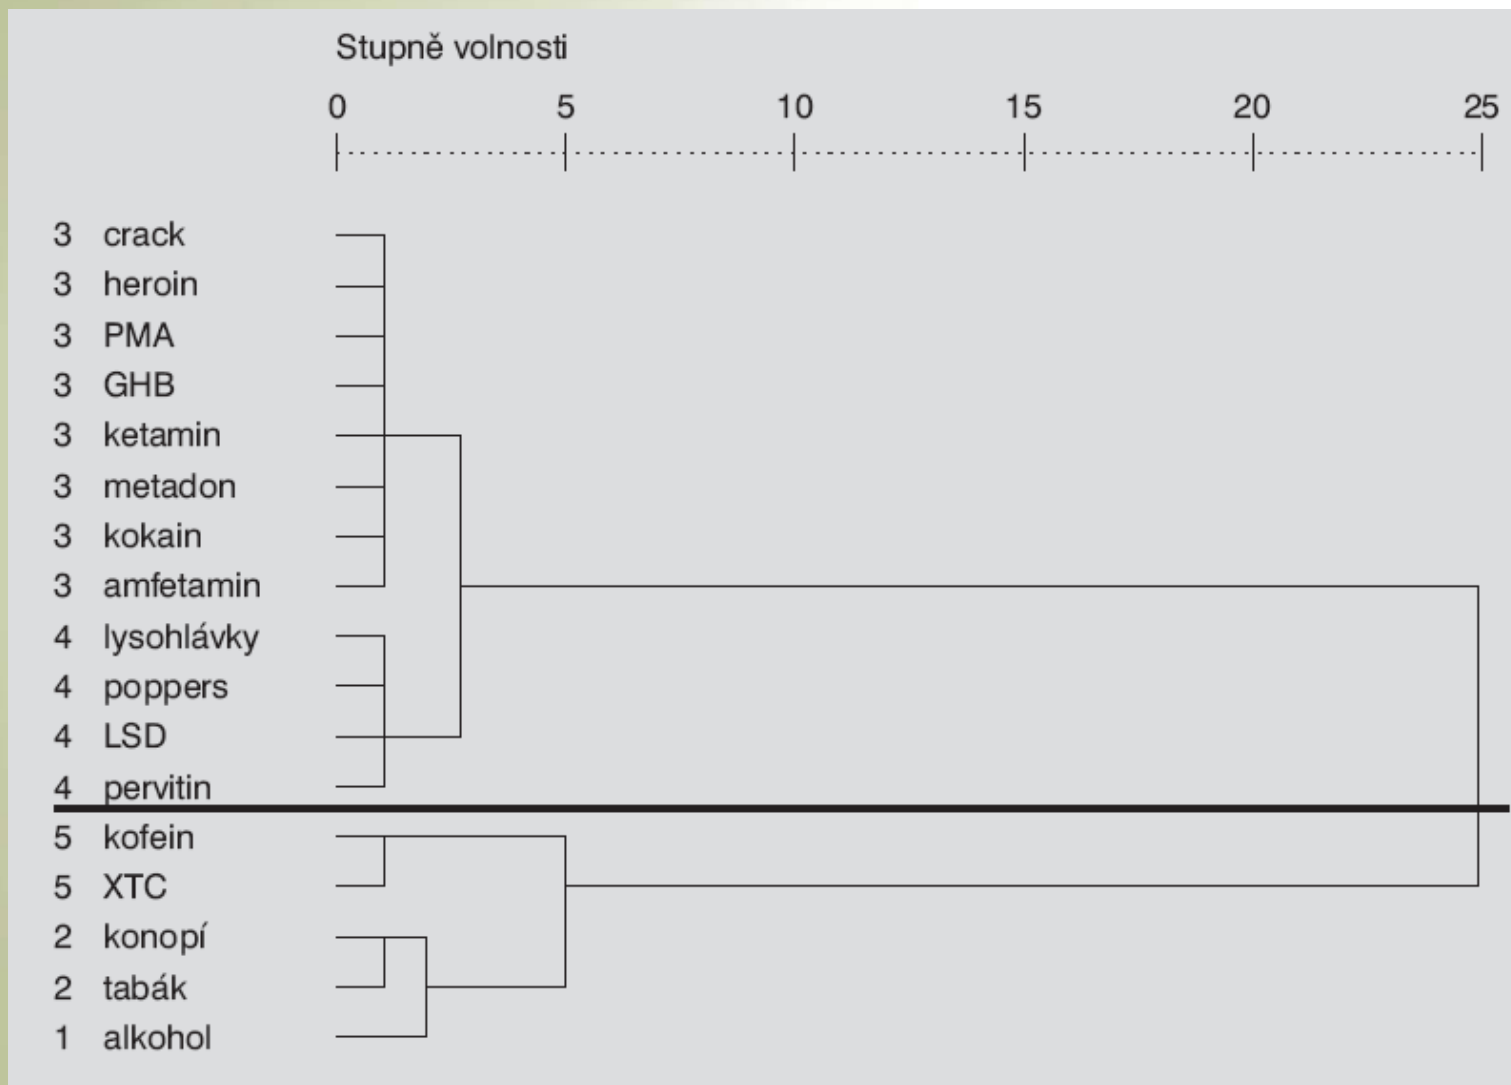 Stupně volnosti
0 5 10 15 20 25
3 crack
3 heroin
3 PMA
3 GHB
3 ketamin
3 metadon
3 kokain
3 amfetamin
4 lysohlávky
4 poppers
4 LSD
4 pervitin
5 kofein
5 XTC
2 konopí
2 tabák
1 alkohol